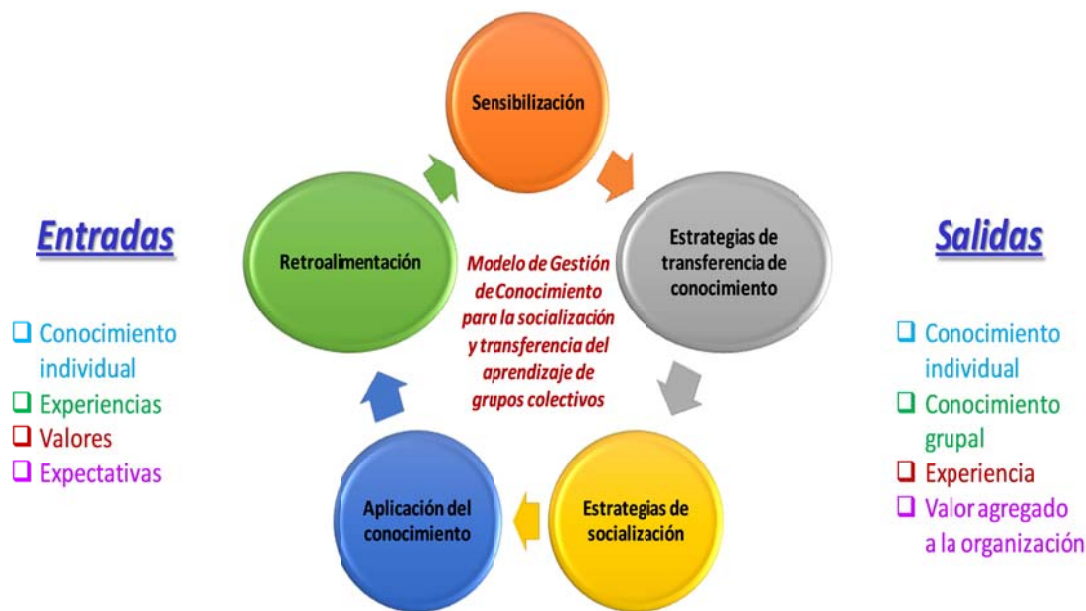 Sensibilización
Estrategias de
transferencia de
conocimiento
Estrategias de
socialización
Aplicación del
conocimiento
Retroalimentación
Modelo de Gestión
de Conocimiento
para la socialización
y transferencia del
aprendizaje de
grupos colectivos
Entradas
Conocimiento
individual
Experiencias
Valores
Expectativas
Salidas
Conocimiento
individual
Conocimiento
grupal
Experiencia
Valor agregado
a la organización